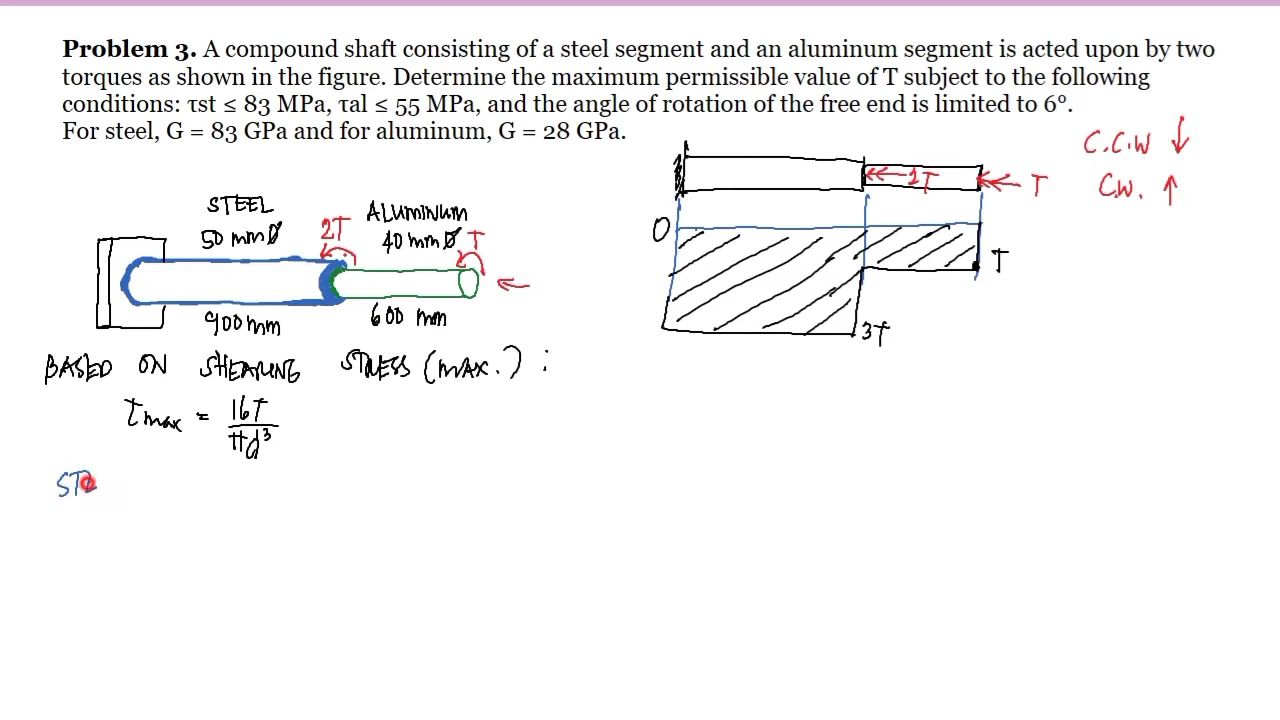 Problem 3. A compound shaft consisting of a steel segment and an aluminum segment is acted upon by two
torques as shown in the figure. Determine the maximum permissible value of T subject to the following
conditions: τst ≤ 83 MPa, τal ≤ 55 MPa, and the angle of rotation of the free end is limited to 6°.
For steel, G = 83 GPa and for aluminum, G = 28 GPa.
C.C.W ↓
C.W. ↑
2T
T
O
T
3T
STEEL
50 mm Ø
2T
ALUMINUM
40 mm Ø
T
900 mm
600 mm
BASED ON SHEARING STRESS (MAX.) :
τmax = 16T / πd³
ST